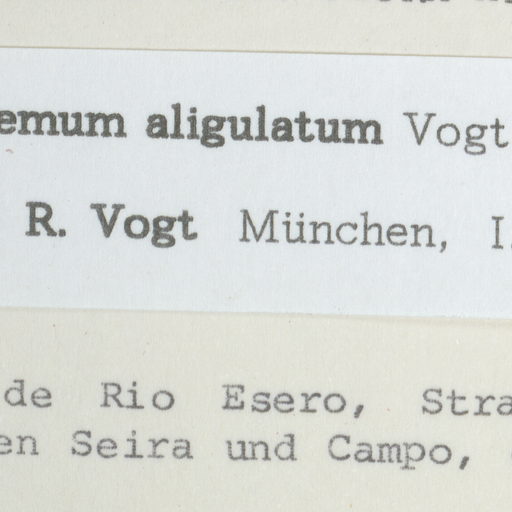 emum aligulatum Vogt
R. Vogt München, I.
de Rio Esero, Stra
en Seira und Campo,